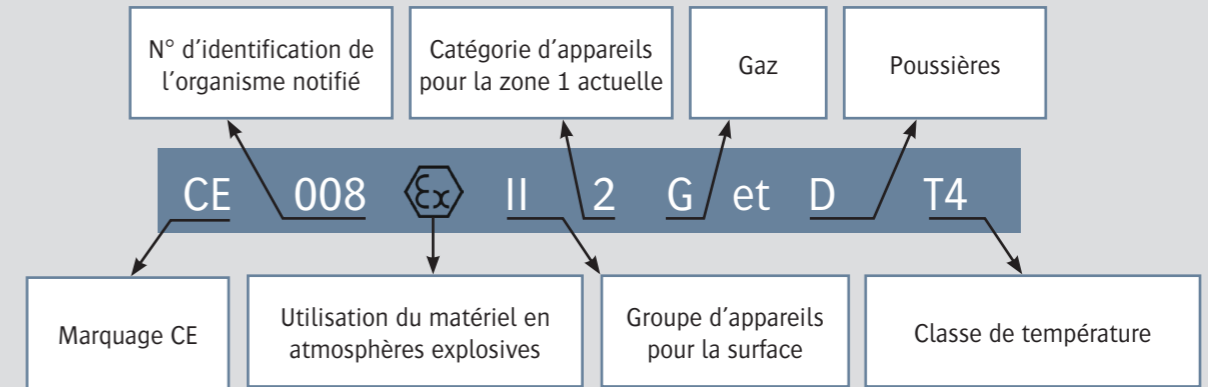 N° d'identification de
l'organisme notifié
Catégorie d'appareils
pour la zone 1 actuelle
Gaz
Poussières
CE 008 Ex II 2 G et D T4
Marquage CE
Utilisation du matériel en
atmosphères explosives
Groupe d'appareils
pour la surface
Classe de température